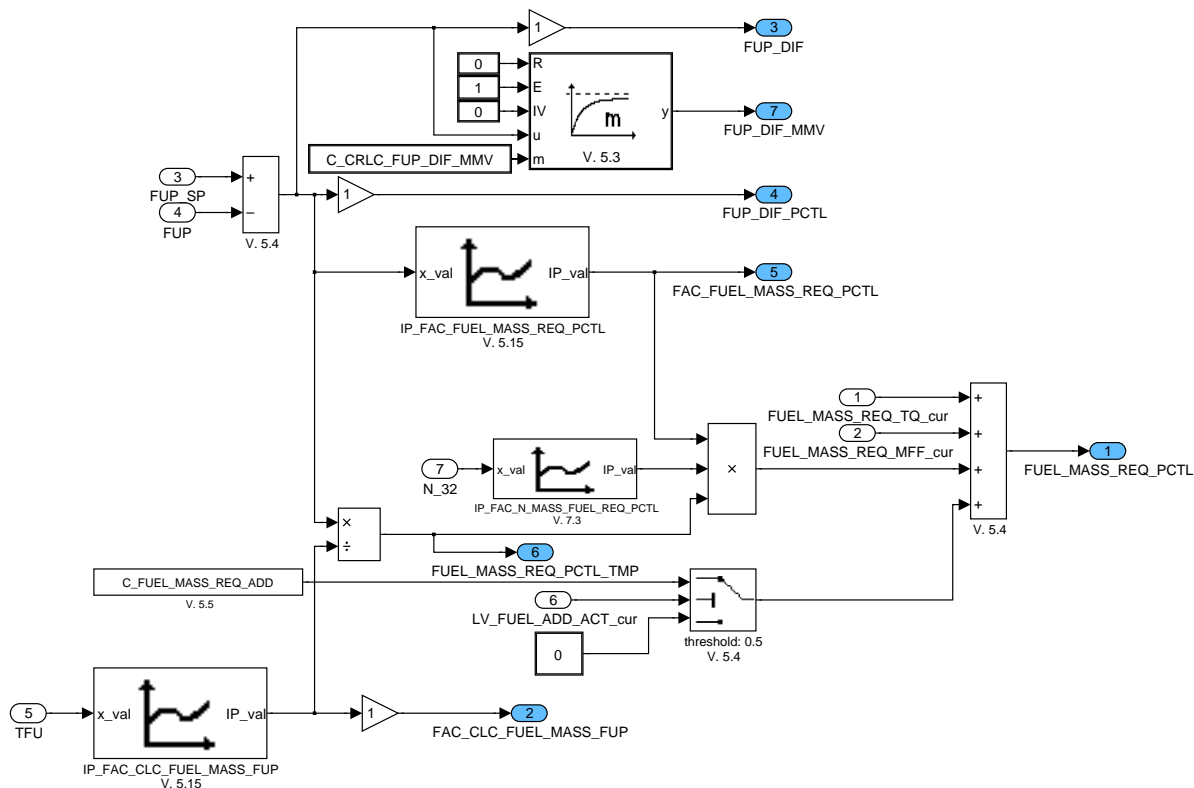 1
3
FUP_DIF
0
R
1
E
0
IV
u
m
y
m
V. 5.3
7
FUP_DIF_MMV
C_CRLC_FUP_DIF_MMV
3
FUP_SP
4
FUP
+
−
V. 5.4
1
4
FUP_DIF_PCTL
x_val
IP_val
IP_FAC_FUEL_MASS_REQ_PCTL
V. 5.15
5
FAC_FUEL_MASS_REQ_PCTL
1
FUEL_MASS_REQ_TQ_cur
2
FUEL_MASS_REQ_MFF_cur
+
+
+
+
V. 5.4
1
FUEL_MASS_REQ_PCTL
7
N_32
x_val
IP_val
IP_FAC_N_MASS_FUEL_REQ_PCTL
V. 7.3
×
×
÷
6
FUEL_MASS_REQ_PCTL_TMP
C_FUEL_MASS_REQ_ADD
V. 5.5
6
LV_FUEL_ADD_ACT_cur
0
threshold: 0.5
V. 5.4
5
TFU
x_val
IP_val
IP_FAC_CLC_FUEL_MASS_FUP
V. 5.15
1
2
FAC_CLC_FUEL_MASS_FUP